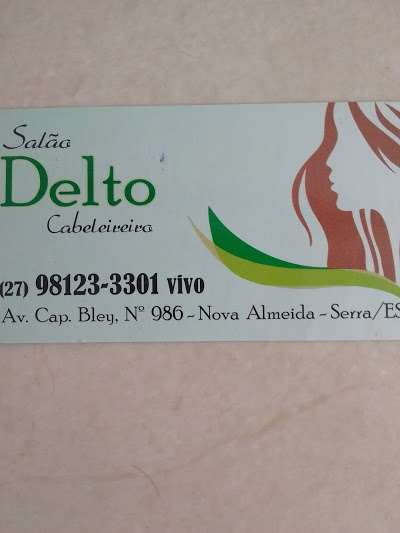 Salão
Delto
Cabeleireiro
(27) 98123-3301 vivo
Av. Cap. Bley, Nº 986 - Nova Almeida - Serra/ES